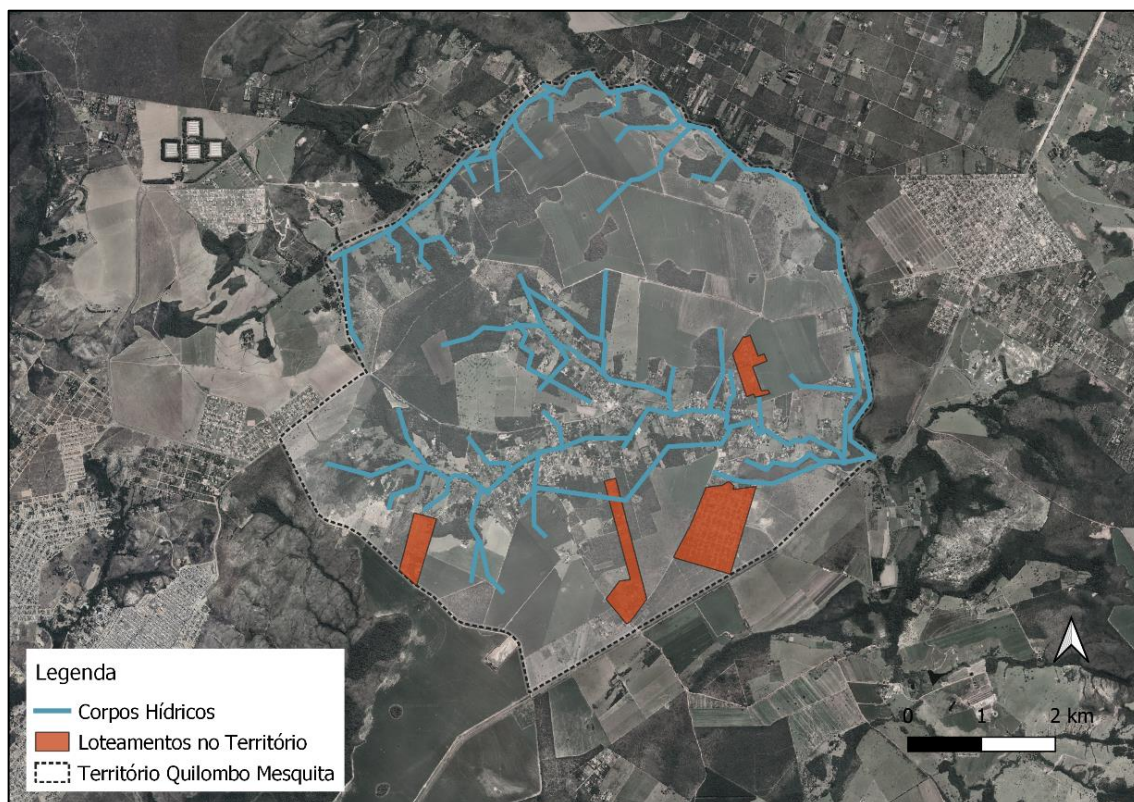 Legenda
Corpos Hídricos
Loteamentos no Território
Território Quilombo Mesquita
0 1 2 km